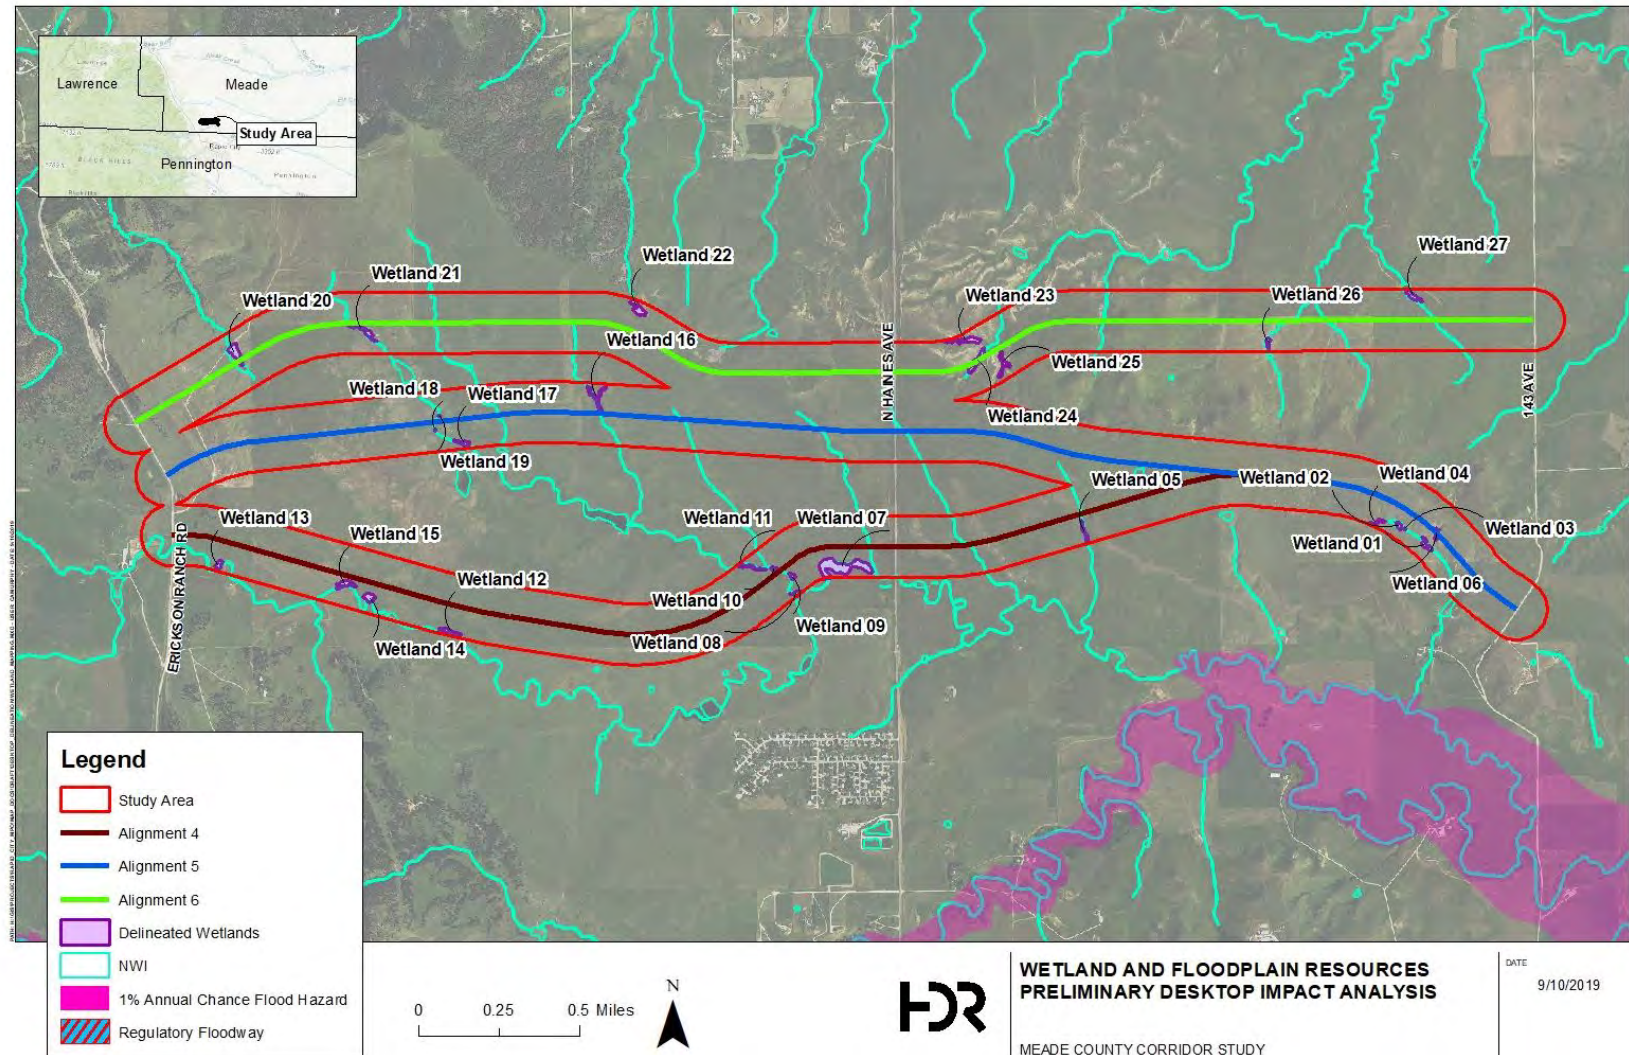 Lawrence
Meade
Study Area
Pennington
Wetland 27
Wetland 22
Wetland 21
Wetland 20
Wetland 23
Wetland 26
Wetland 16
Wetland 25
N HAINES AVE
143 AVE
Wetland 18
Wetland 17
Wetland 24
Wetland 19
Wetland 05
Wetland 02
Wetland 04
Wetland 13
Wetland 11
Wetland 07
Wetland 03
Wetland 15
Wetland 01
ERICKSON RANCH RD
Wetland 12
Wetland 06
Wetland 10
Wetland 09
Wetland 14
Wetland 08
Legend
Study Area
Alignment 4
Alignment 5
Alignment 6
Delineated Wetlands
NWI
1% Annual Chance Flood Hazard
Regulatory Floodway
N
0 0.25 0.5 Miles
HDR
WETLAND AND FLOODPLAIN RESOURCES
PRELIMINARY DESKTOP IMPACT ANALYSIS
MEADE COUNTY CORRIDOR STUDY
DATE
9/10/2019